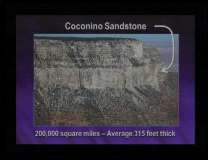 Coconino Sandstone
200,000 square miles – Average 315 feet thick